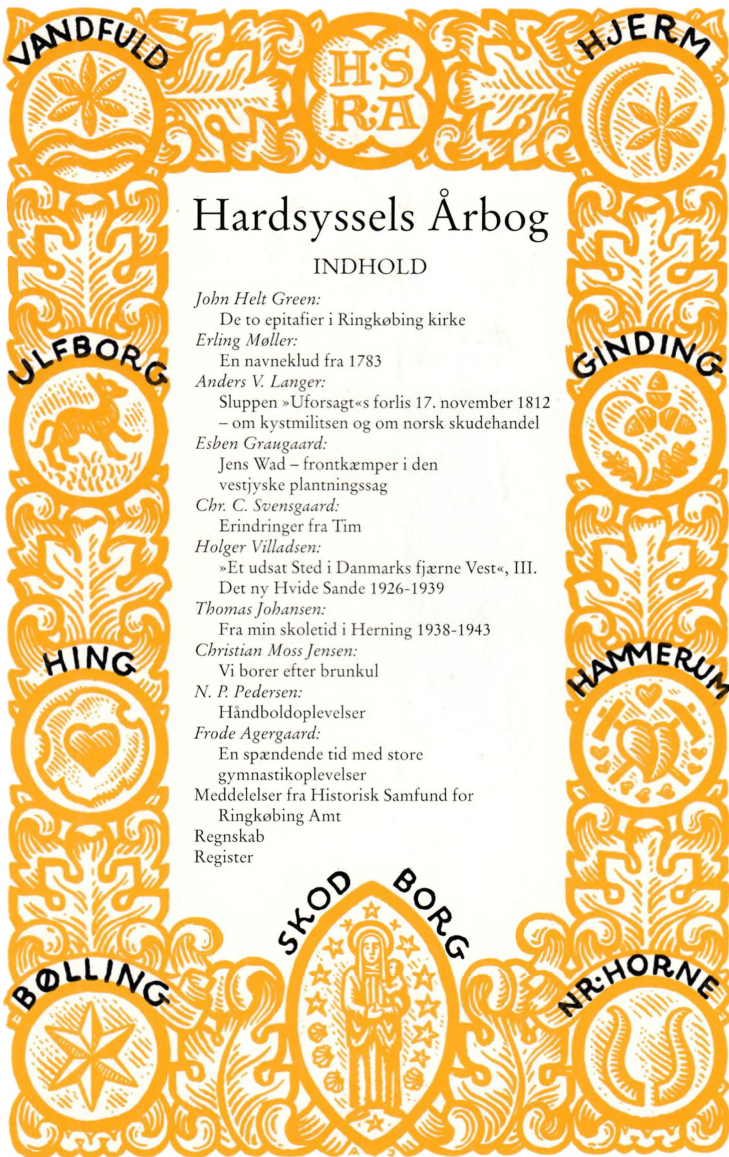 VANDFULD
H·S
R·A
HJERM
Hardsyssels Årbog
INDHOLD
John Helt Green:
De to epitafier i Ringkøbing kirke
Erling Møller:
En navneklud fra 1783
Anders V. Langer:
Sluppen »Uforsagt«s forlis 17. november 1812
– om kystmilitsen og om norsk skudehandel
Esben Graugaard:
Jens Wad – frontkæmper i den
vestjyske plantningssag
Chr. C. Svensgaard:
Erindringer fra Tim
Holger Villadsen:
»Et udsat Sted i Danmarks fjærne Vest«, III.
Det ny Hvide Sande 1926-1939
Thomas Johansen:
Fra min skoletid i Herning 1938-1943
Christian Moss Jensen:
Vi borer efter brunkul
N. P. Pedersen:
Håndboldoplevelser
Frode Agergaard:
En spændende tid med store
gymnastikoplevelser
Meddelelser fra Historisk Samfund for
Ringkøbing Amt
Regnskab
Register
ULFBORG
GINDING
HING
HAMMERUM
BØLLING
SKODBORG
NR·HORNE
A J